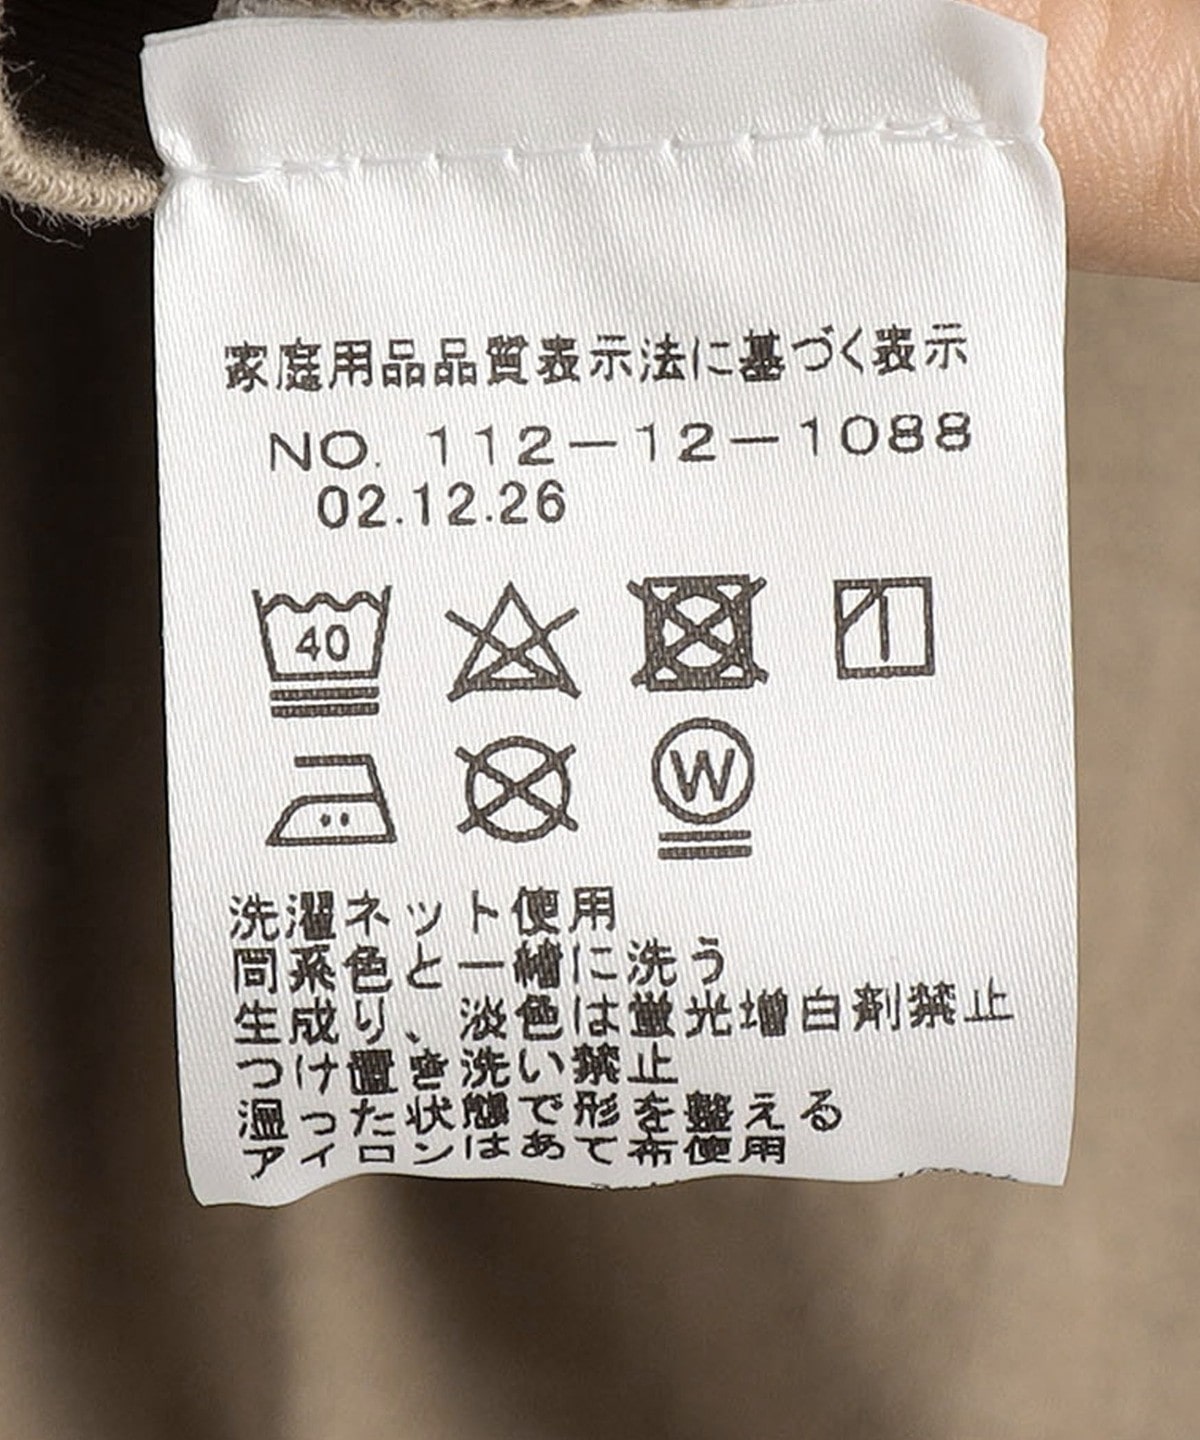 家庭用品品質表示法に基づく表示
NO. 112-12-1088
02.12.26
40
W
洗濯ネット使用
同系色と一緒に洗う
生成り、淡色は蛍光増白剤禁止
つけ置き洗い禁止
湿った状態で形を整える
アイロンはあて布使用